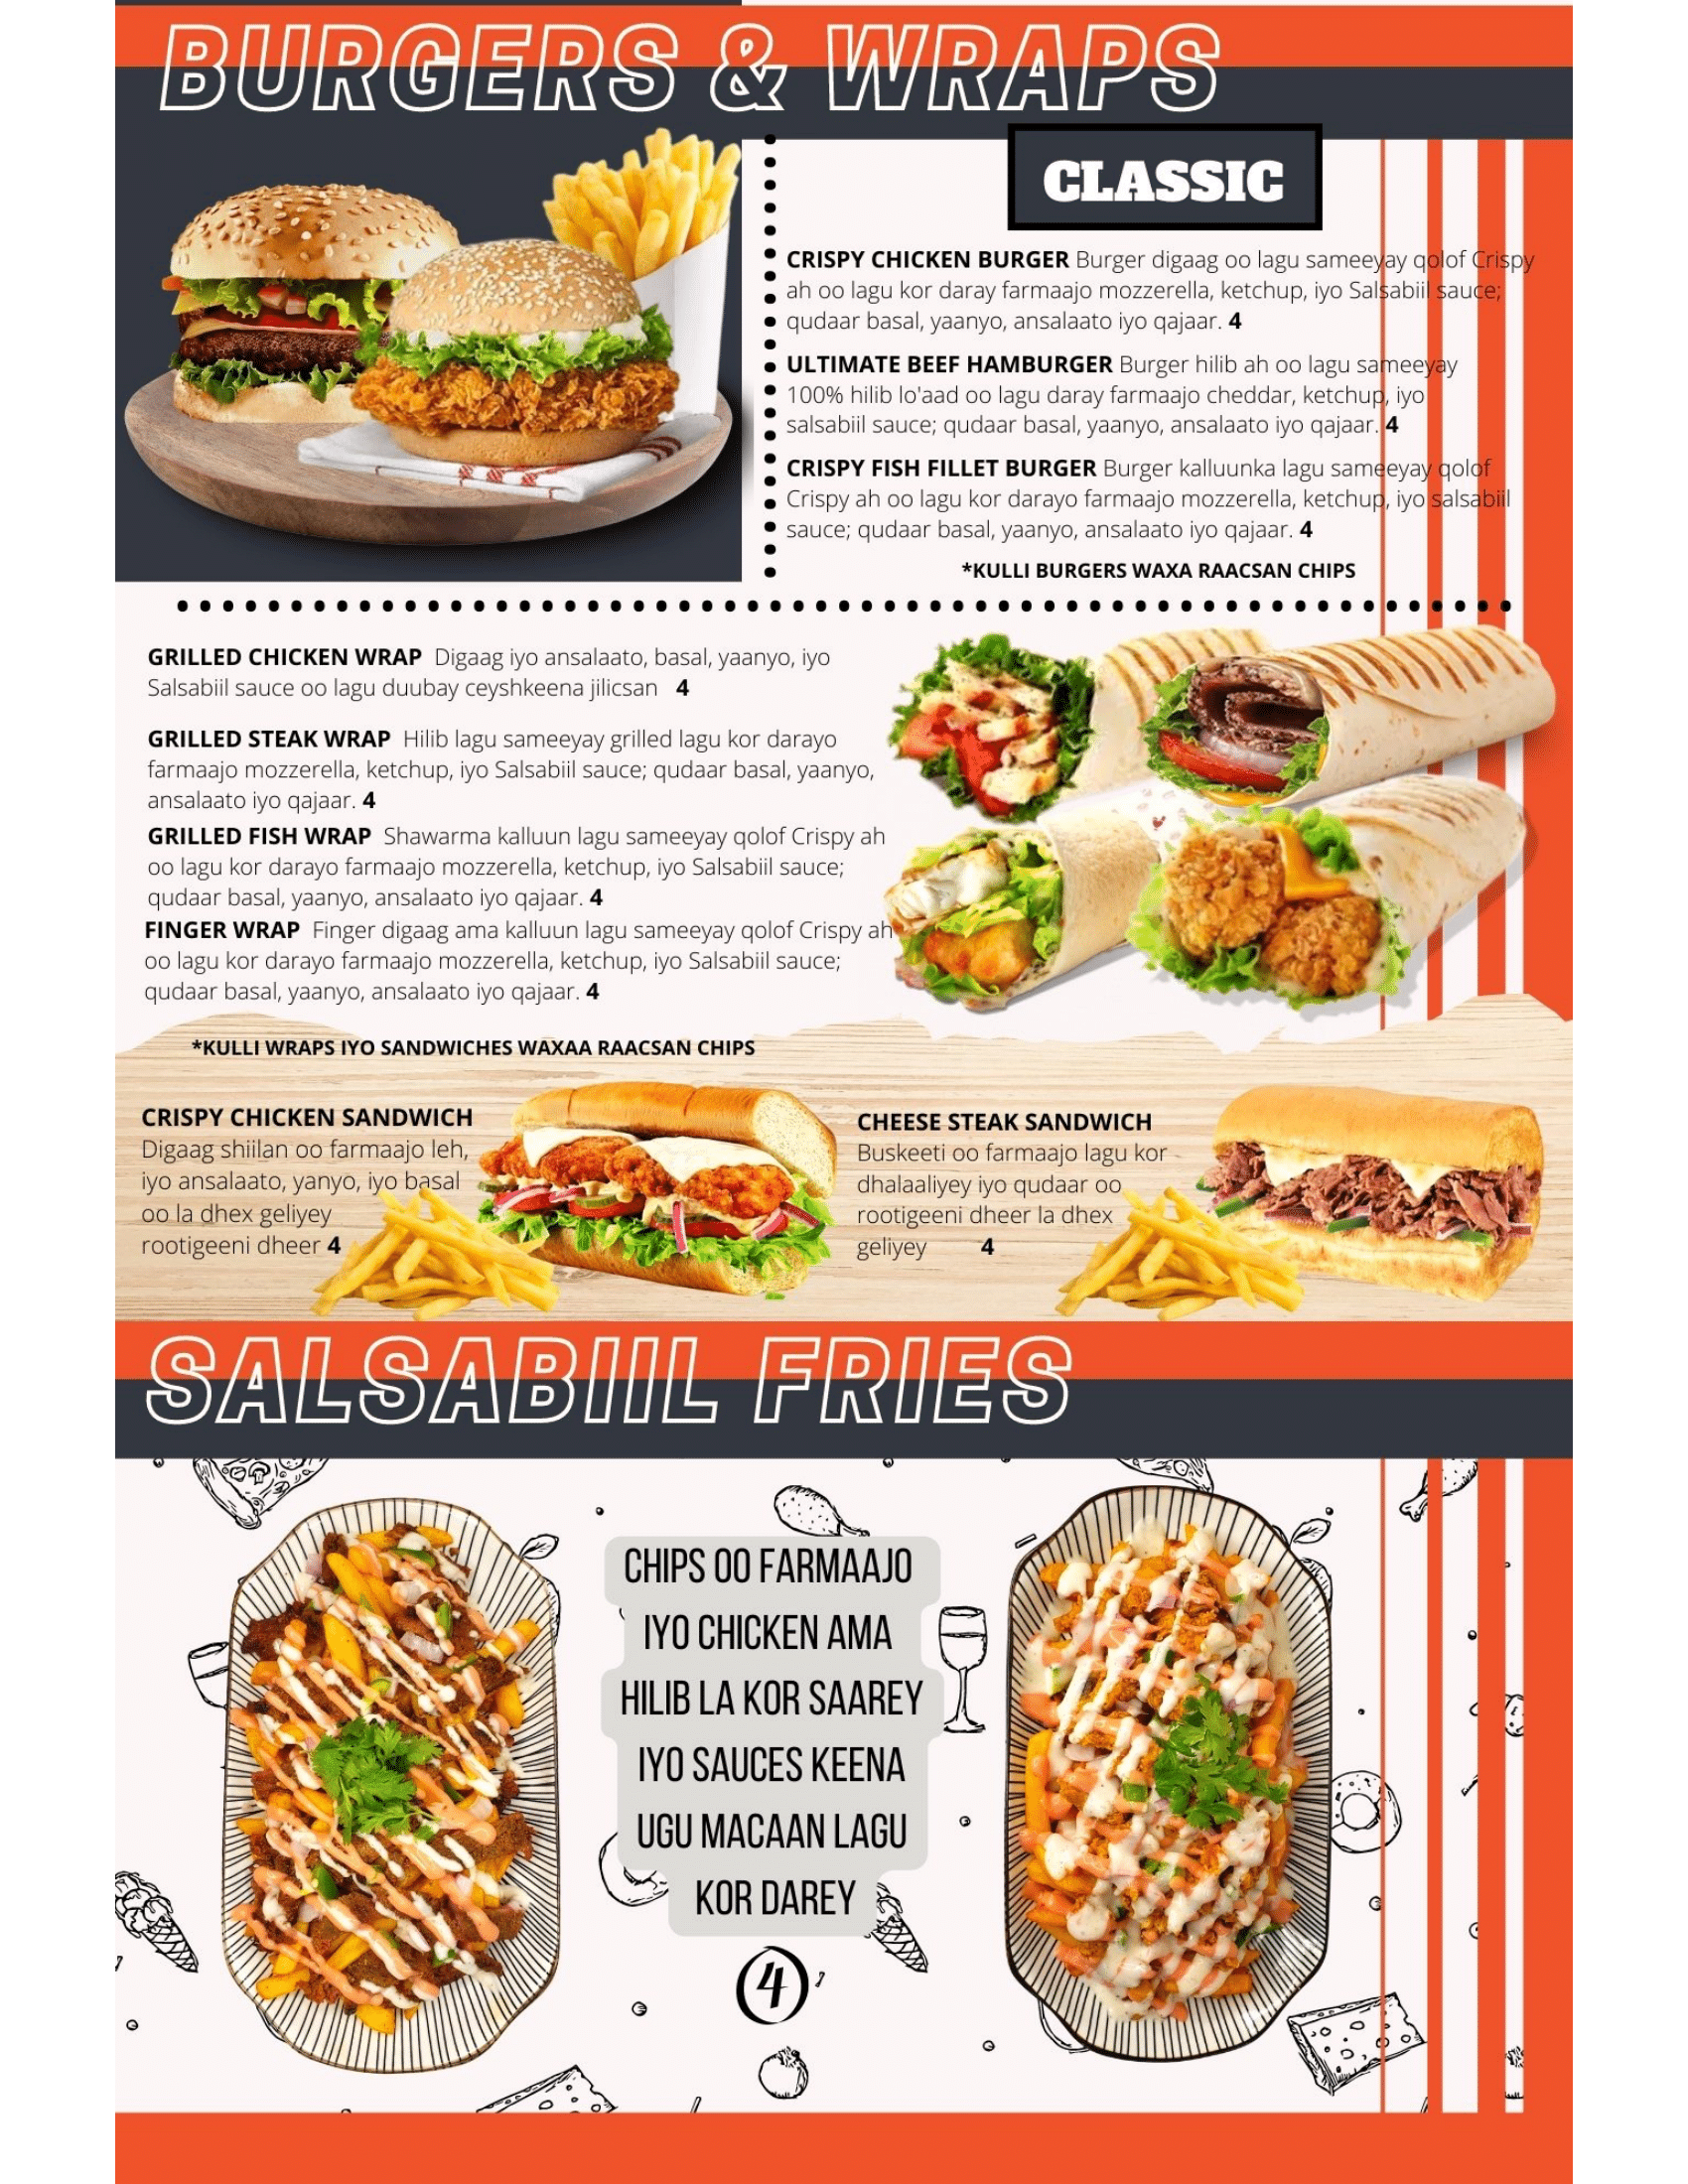 BURGERS & WRAPS
CLASSIC
CRISPY CHICKEN BURGER Burger digaag oo lagu sameeyay qolof Crispy
ah oo lagu kor daray farmaajo mozzerella, ketchup, iyo Salsabiil sauce;
qudaar basal, yaanyo, ansalaato iyo qajaar. 4
ULTIMATE BEEF HAMBURGER Burger hilib ah oo lagu sameeyay
100% hilib lo'aad oo lagu daray farmaajo cheddar, ketchup, iyo
salsabiil sauce; qudaar basal, yaanyo, ansalaato iyo qajaar. 4
CRISPY FISH FILLET BURGER Burger kalluunka lagu sameeyay qolof
Crispy ah oo lagu kor darayo farmaajo mozzerella, ketchup, iyo salsabiil
sauce; qudaar basal, yaanyo, ansalaato iyo qajaar. 4
*KULLI BURGERS WAXA RAACSAN CHIPS
GRILLED CHICKEN WRAP Digaag iyo ansalaato, basal, yaanyo, iyo
Salsabiil sauce oo lagu duubay ceyshkeena jilicsan 4
GRILLED STEAK WRAP Hilib lagu sameeyay grilled lagu kor darayo
farmaajo mozzerella, ketchup, iyo Salsabiil sauce; qudaar basal, yaanyo,
ansalaato iyo qajaar. 4
GRILLED FISH WRAP Shawarma kalluun lagu sameeyay qolof Crispy ah
oo lagu kor darayo farmaajo mozzerella, ketchup, iyo Salsabiil sauce;
qudaar basal, yaanyo, ansalaato iyo qajaar. 4
FINGER WRAP Finger digaag ama kalluun lagu sameeyay qolof Crispy ah
oo lagu kor darayo farmaajo mozzerella, ketchup, iyo Salsabiil sauce;
qudaar basal, yaanyo, ansalaato iyo qajaar. 4
*KULLI WRAPS IYO SANDWICHES WAXAA RAACSAN CHIPS
CRISPY CHICKEN SANDWICH
Digaag shiilan oo farmaajo leh,
iyo ansalaato, yanyo, iyo basal
oo la dhex geliyey
rootigeeni dheer 4
CHEESE STEAK SANDWICH
Buskeeti oo farmaajo lagu kor
dhalaaliyey iyo qudaar oo
rootigeeni dheer la dhex
geliyey 4
SALSABIIL FRIES
CHIPS OO FARMAAJO
IYO CHICKEN AMA
HILIB LA KOR SAAREY
IYO SAUCES KEENA
UGU MACAAN LAGU
KOR DAREY
4